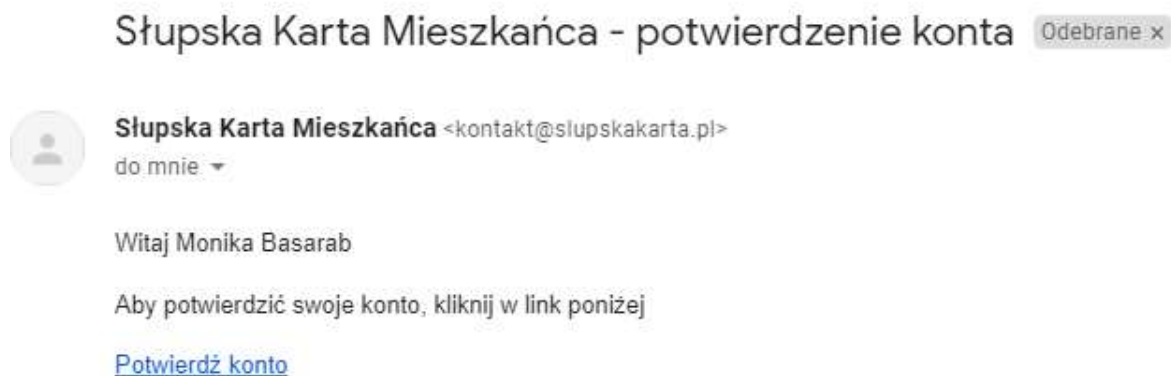 Słupska Karta Mieszkańca - potwierdzenie konta Odebrane x
Słupska Karta Mieszkańca <kontakt@slupskakarta.pl>
do mnie
Witaj Monika Basarab
Aby potwierdzić swoje konto, kliknij w link poniżej
Potwierdź konto